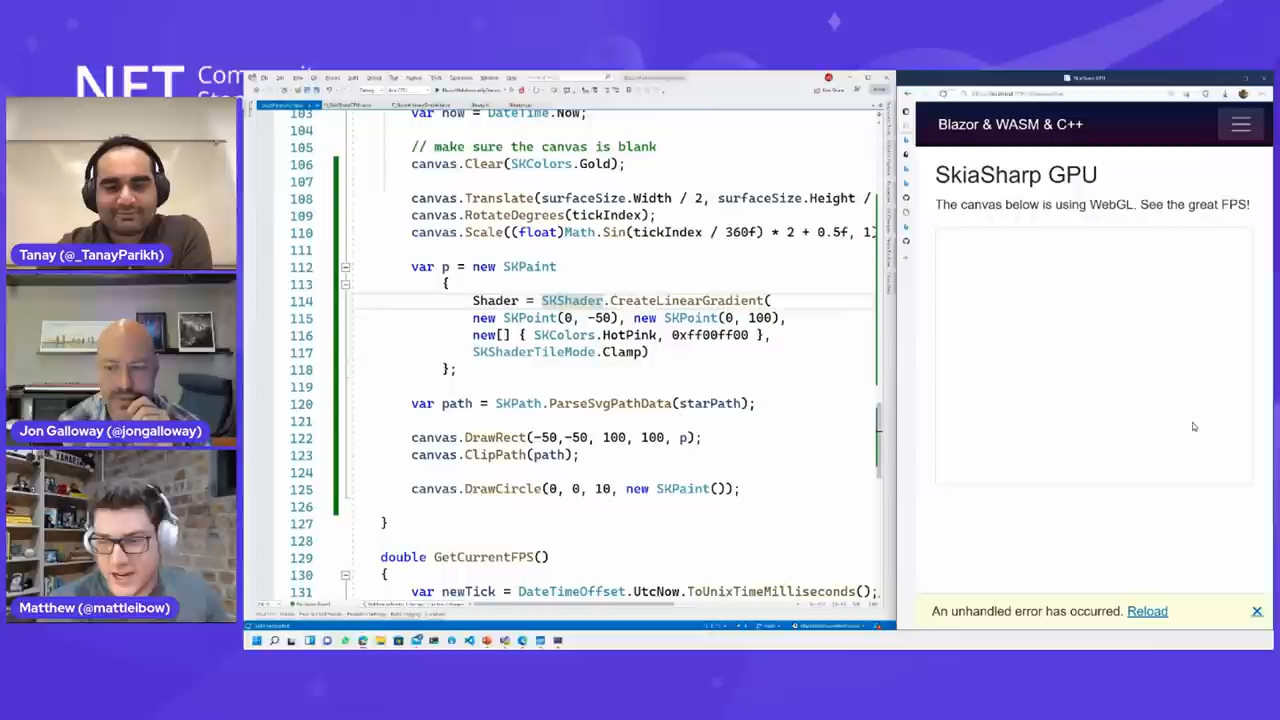 .NET Community
Tanay (@_TanayParikh)
Jon Galloway (@jongalloway)
Matthew (@mattleibow)
103 var now = DateTime.Now;
104
105 // make sure the canvas is blank
106 canvas.Clear(SKColors.Gold);
107
108 canvas.Translate(surfaceSize.Width / 2, surfaceSize.Height /
109 canvas.RotateDegrees(tickIndex);
110 canvas.Scale((float)Math.Sin(tickIndex / 360f) * 2 + 0.5f, 1)
111
112 var p = new SKPaint
113 {
114 Shader = SKShader.CreateLinearGradient(
115 new SKPoint(0, -50), new SKPoint(0, 100),
116 new[] { SKColors.HotPink, 0xff00ff00 },
117 SKShaderTileMode.Clamp)
118 };
119
120 var path = SKPath.ParseSvgPathData(starPath);
121
122 canvas.DrawRect(-50,-50, 100, 100, p);
123 canvas.ClipPath(path);
124
125 canvas.DrawCircle(0, 0, 10, new SKPaint());
126
127 }
128
129 double GetCurrentFPS()
130 {
131 var newTick = DateTimeOffset.UtcNow.ToUnixTimeMilliseconds();
SkiaSharp GPU
Blazor & WASM & C++
SkiaSharp GPU
The canvas below is using WebGL. See the great FPS!
An unhandled error has occurred. Reload